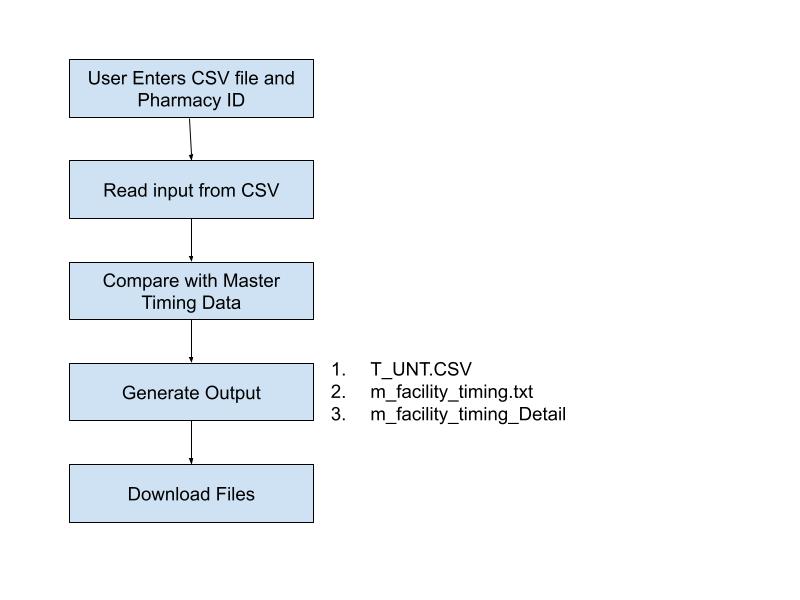 User Enters CSV file and
Pharmacy ID
Read input from CSV
Compare with Master
Timing Data
Generate Output
1. T_UNT.CSV
2. m_facility_timing.txt
3. m_facility_timing_Detail
Download Files